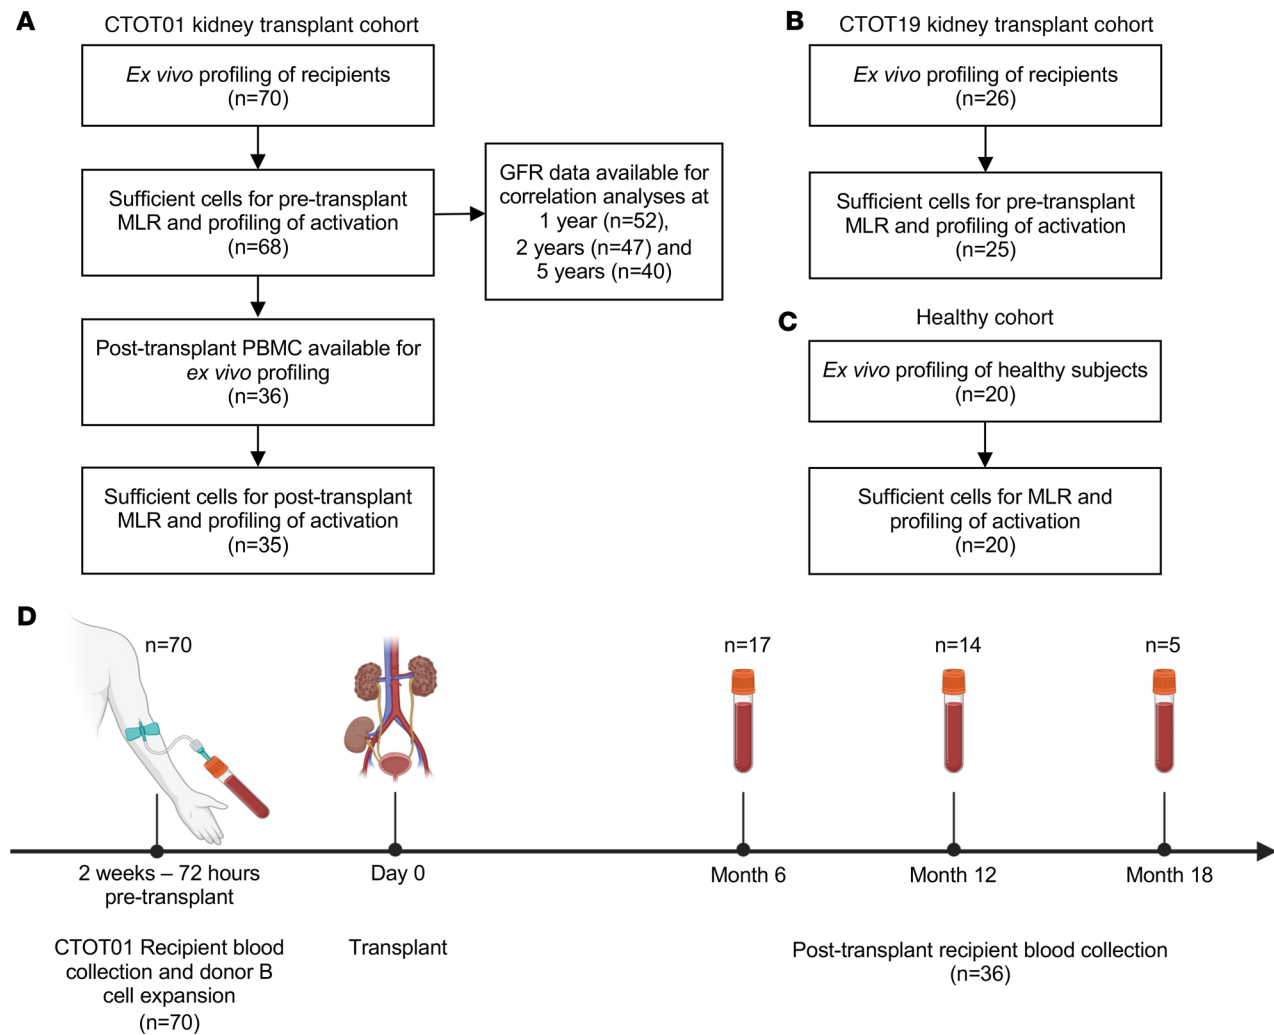 A
CTOT01 kidney transplant cohort
Ex vivo profiling of recipients
(n=70)
Sufficient cells for pre-transplant
MLR and profiling of activation
(n=68)
GFR data available for
correlation analyses at
1 year (n=52),
2 years (n=47) and
5 years (n=40)
Post-transplant PBMC available for
ex vivo profiling
(n=36)
Sufficient cells for post-transplant
MLR and profiling of activation
(n=35)
B
CTOT19 kidney transplant cohort
Ex vivo profiling of recipients
(n=26)
Sufficient cells for pre-transplant
MLR and profiling of activation
(n=25)
C
Healthy cohort
Ex vivo profiling of healthy subjects
(n=20)
Sufficient cells for MLR and
profiling of activation
(n=20)
D
n=70
n=17
n=14
n=5
2 weeks – 72 hours
pre-transplant
Day 0
Month 6
Month 12
Month 18
CTOT01 Recipient blood
collection and donor B
cell expansion
(n=70)
Transplant
Post-transplant recipient blood collection
(n=36)